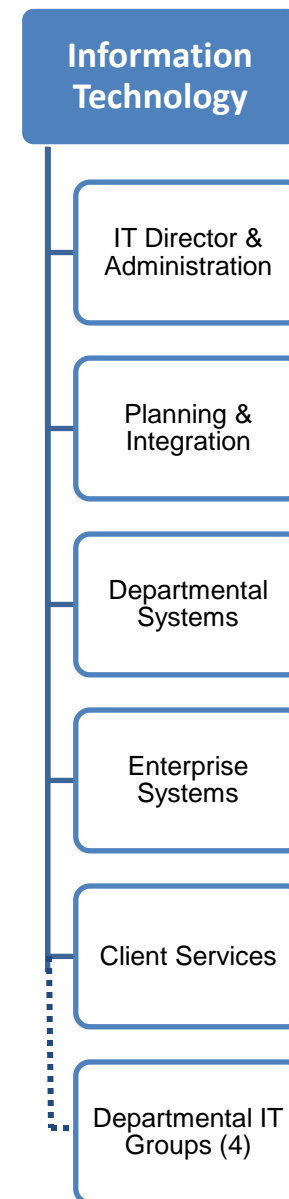 Information
Technology
IT Director &
Administration
Planning &
Integration
Departmental
Systems
Enterprise
Systems
Client Services
Departmental IT
Groups (4)